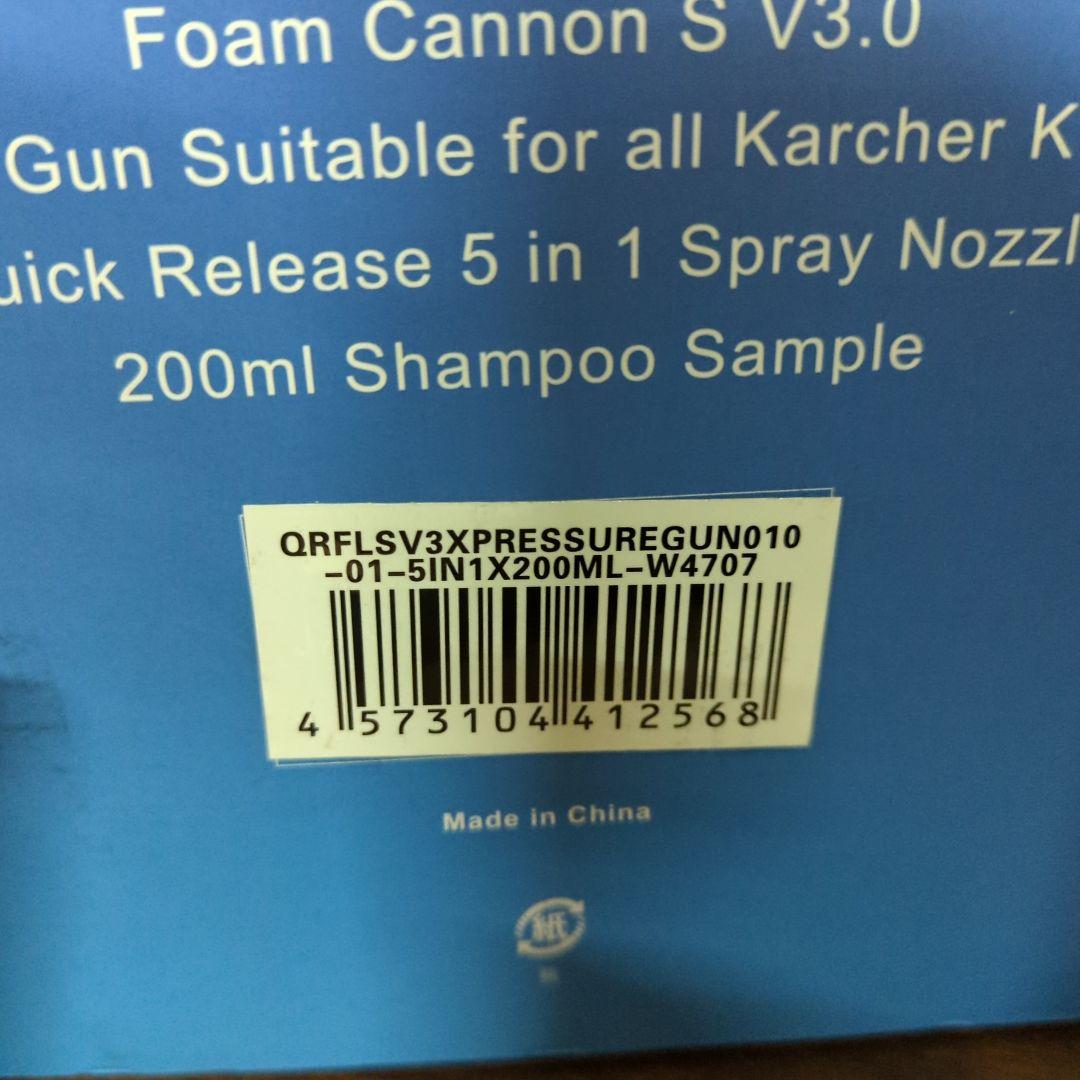 Foam Cannon S V3.0
Gun Suitable for all Karcher K
uick Release 5 in 1 Spray Nozzl
200ml Shampoo Sample
QRFLSV3XPRESSUREGUN010
-01-5IN1X200ML-W4707
4 573104 412568
Made in China
紙